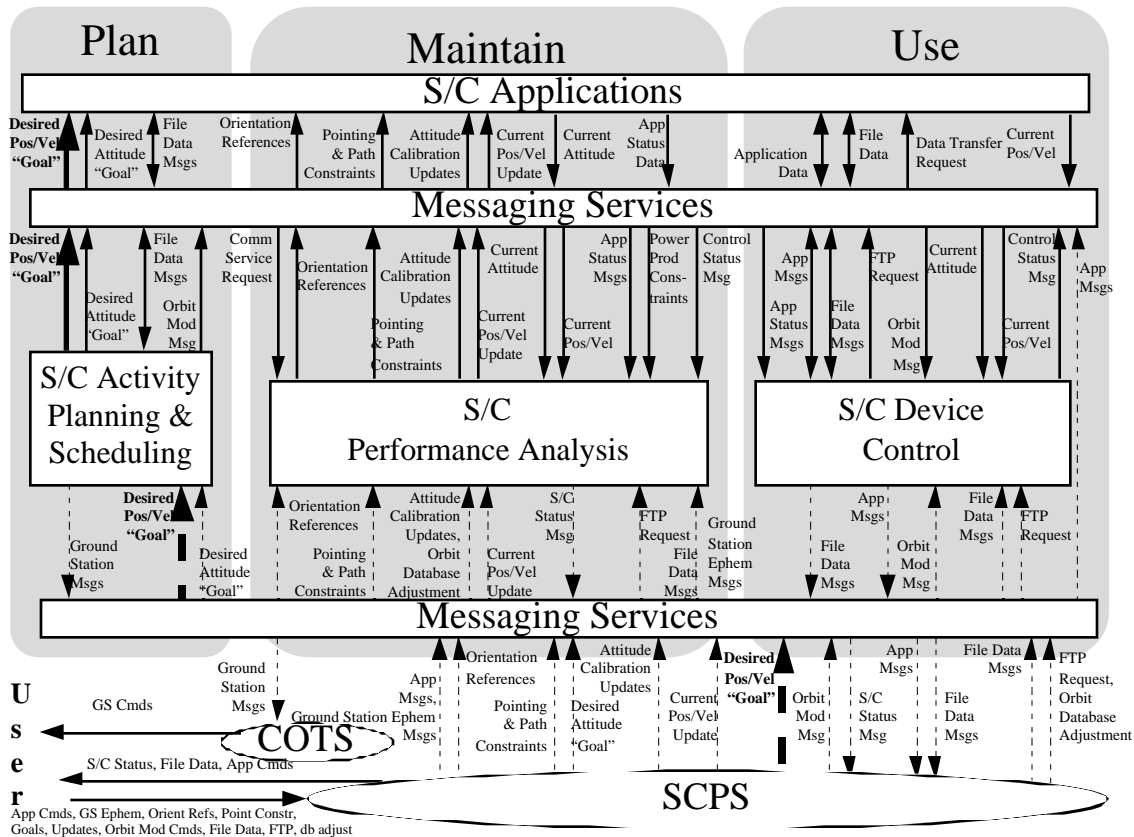 Plan
Maintain
Use
S/C Applications
Desired
Pos/Vel
“Goal”
Desired
Attitude
“Goal”
File
Data
Msgs
Orientation
References
Pointing
& Path
Constraints
Attitude
Calibration
Updates
Current
Pos/Vel
Update
Current
Attitude
App
Status
Data
Application
Data
File
Data
Data Transfer
Request
Current
Pos/Vel
Messaging Services
Desired
Pos/Vel
“Goal”
Desired
Attitude
“Goal”
File
Data
Msgs
Orbit
Mod
Msg
Comm
Service
Request
Orientation
References
Pointing
& Path
Constraints
Attitude
Calibration
Updates
Current
Pos/Vel
Update
Current
Attitude
Current
Pos/Vel
App
Status
Msgs
Power
Prod
Cons-
traints
Control
Status
Msg
App
Status
Msgs
App
Msgs
File
Data
Msgs
FTP
Request
Orbit
Mod
Msg
Current
Attitude
Current
Pos/Vel
Control
Status
Msg
App
Msgs
S/C Activity
Planning &
Scheduling
S/C
Performance Analysis
S/C Device
Control
Ground
Station
Msgs
Desired
Pos/Vel
“Goal”
Desired
Attitude
“Goal”
Orientation
References
Pointing
& Path
Constraints
Attitude
Calibration
Updates,
Orbit
Database
Adjustment
Current
Pos/Vel
Update
S/C
Status
Msg
FTP
Request
File
Data
Msgs
Ground
Station
Ephem
Msgs
File
Data
Msgs
App
Msgs
Orbit
Mod
Msg
File
Data
Msgs
FTP
Request
Messaging Services
Ground
Station
Msgs
App
Msgs,
Ground Station Ephem
Msgs
Orientation
References
Pointing
& Path
Constraints
Desired
Attitude
“Goal”
Attitude
Calibration
Updates
Current
Pos/Vel
Update
Desired
Pos/Vel
“Goal”
Orbit
Mod
Msg
S/C
Status
Msg
App
Msgs
File
Data
Msgs
File Data
Msgs
FTP
Request,
Orbit
Database
Adjustment
User
GS Cmds
COTS
S/C Status, File Data, App Cmds
SCPS
App Cmds, GS Ephem, Orient Refs, Point Constr,
Goals, Updates, Orbit Mod Cmds, File Data, FTP, db adjust